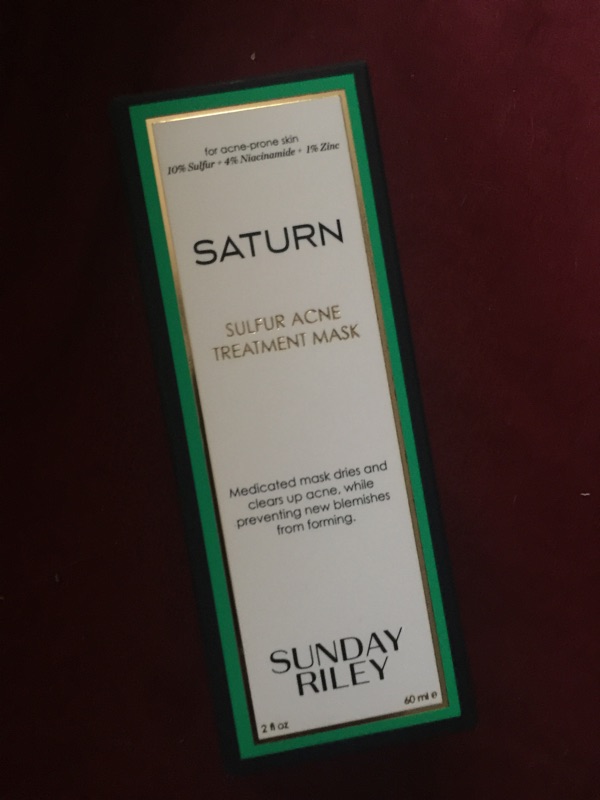 for acne-prone skin
10% Sulfur + 4% Niacinamide + 1% Zinc
SATURN
SULFUR ACNE
TREATMENT MASK
Medicated mask dries and
clears up acne, while
preventing new blemishes
from forming.
SUNDAY
RILEY
2 fl oz
60 ml e